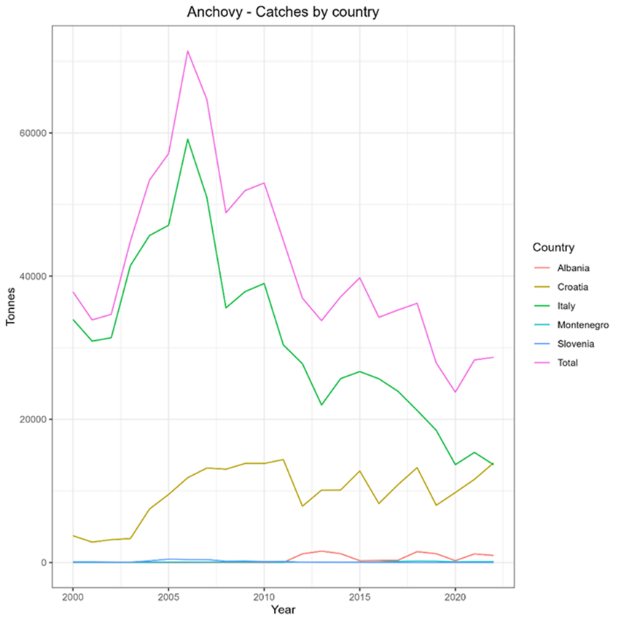 Anchovy - Catches by country
60000
40000
20000
0
Tonnes
2000 2005 2010 2015 2020
Year
Country
Albania
Croatia
Italy
Montenegro
Slovenia
Total